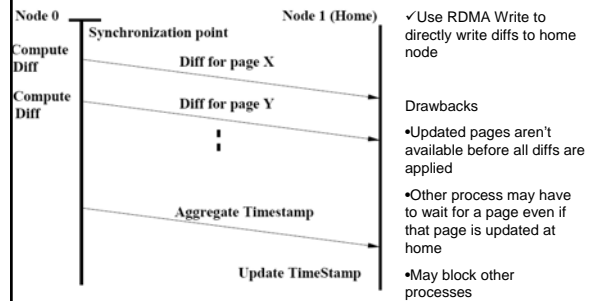 Node 0
Node 1 (Home)
Synchronization point
Compute
Diff
Diff for page X
Compute
Diff
Diff for page Y
Aggregate Timestamp
Update TimeStamp
✓Use RDMA Write to
directly write diffs to home
node
Drawbacks
•Updated pages aren't
available before all diffs are
applied
•Other process may have
to wait for a page even if
that page is updated at
home
•May block other
processes